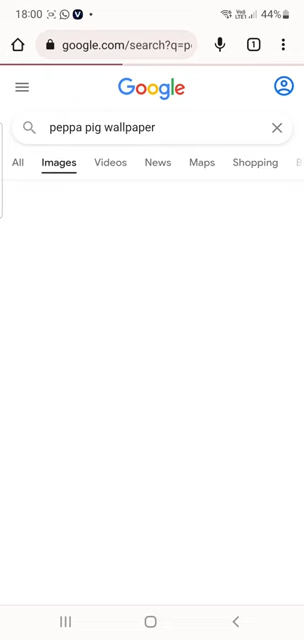 18:00 44%
google.com/search?q=p 1
Google
peppa pig wallpaper
All Images Videos News Maps Shopping